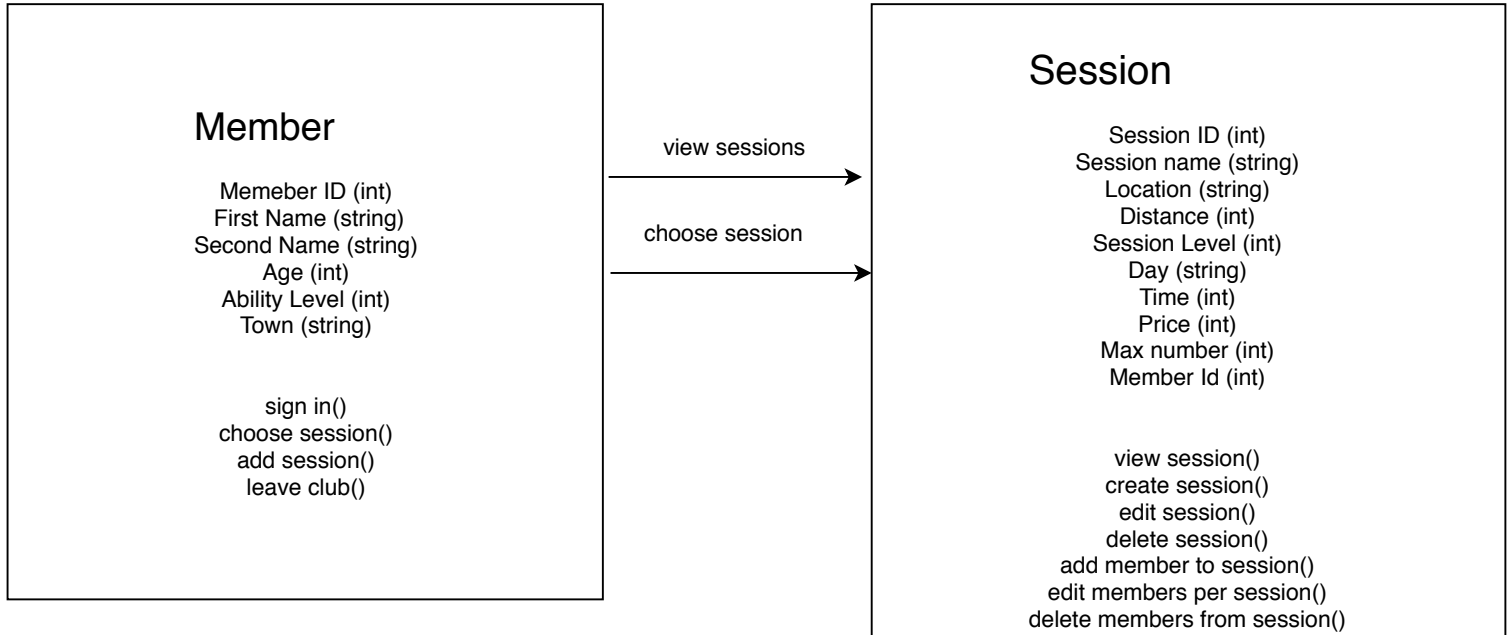 Member
Memeber ID (int)
First Name (string)
Second Name (string)
Age (int)
Ability Level (int)
Town (string)
sign in()
choose session()
add session()
leave club()
view sessions
choose session
Session
Session ID (int)
Session name (string)
Location (string)
Distance (int)
Session Level (int)
Day (string)
Time (int)
Price (int)
Max number (int)
Member Id (int)
view session()
create session()
edit session()
delete session()
add member to session()
edit members per session()
delete members from session()